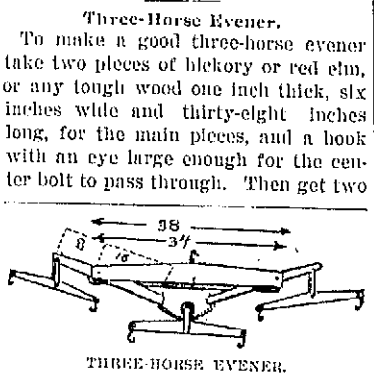 Three-Horse Evener.
To make a good three-horse evener
take two pieces of hickory or red elm,
or any tough wood one inch thick, six
inches wide and thirty-eight inches
long, for the main pieces, and a hook
with an eye large enough for the cen-
ter bolt to pass through. Then get two
38
34
8
16
THREE-HORSE EVENER.